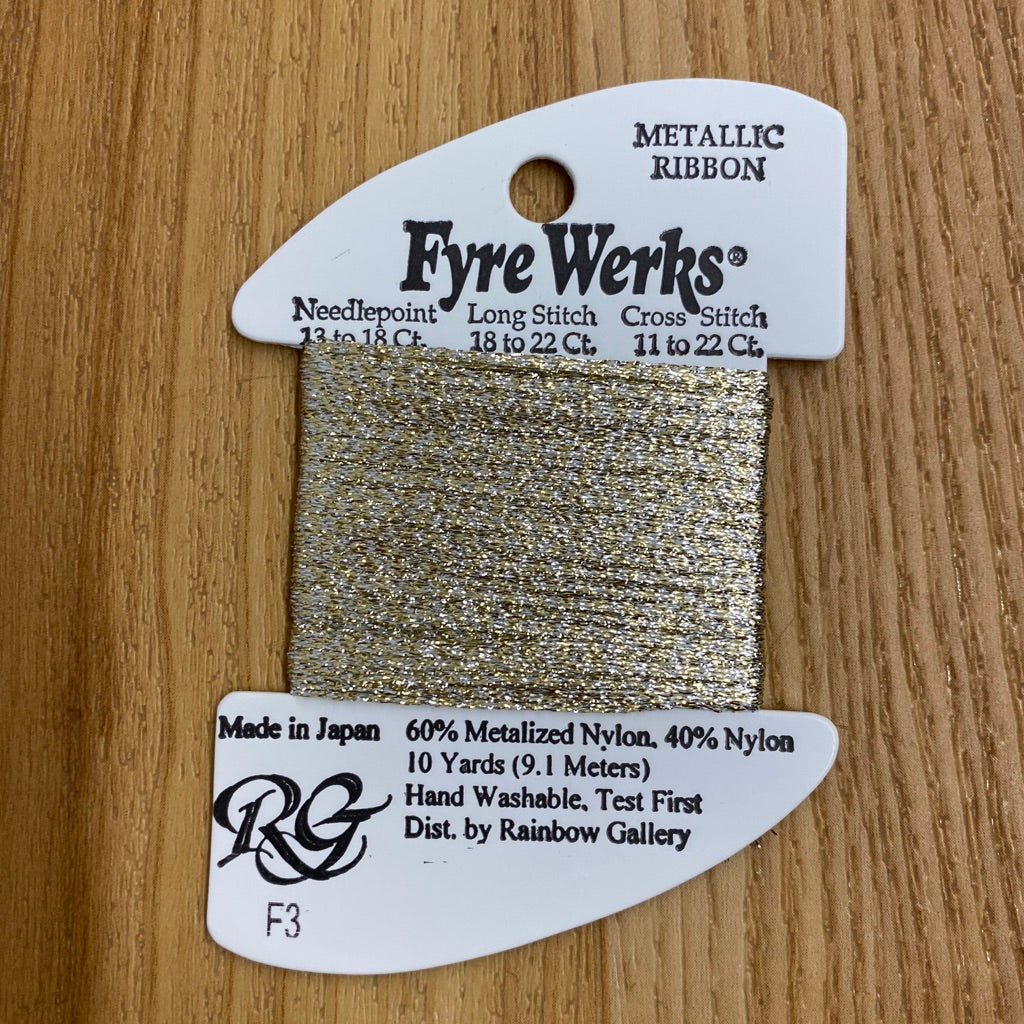 METALLIC
RIBBON
Fyre Werks®
Needlepoint Long Stitch Cross Stitch
13 to 18 Ct. 18 to 22 Ct. 11 to 22 Ct.
Made in Japan 60% Metalized Nylon, 40% Nylon
10 Yards (9.1 Meters)
Hand Washable, Test First
Dist. by Rainbow Gallery
RG
F3